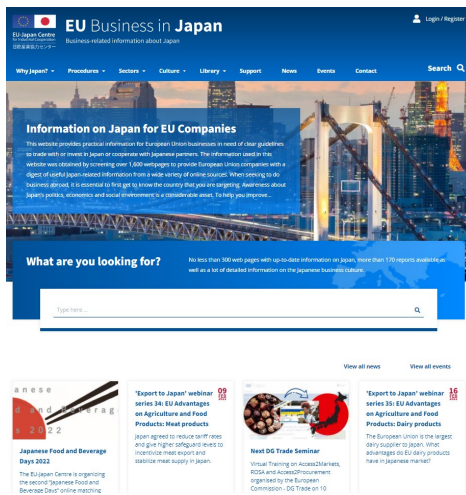 EU-Japan Centre
for Industrial Cooperation
日欧産業協力センター
EU Business in Japan
Business-related information about Japan
Login / Register
Why Japan?
Procedures
Sectors
Culture
Library
Support
News
Events
Contact
Search
Information on Japan for EU Companies
This website provides practical information for European Union businesses in need of clear guidelines
to trade with or invest in Japan or cooperate with Japanese partners. The information used in this
website was obtained by screening over 1,600 webpages to provide European Union companies with a
digest of useful Japan-related information from a wide variety of online sources. When seeking to do
business abroad, it is essential to first get to know the country that you are targeting. Awareness about
Japan's politics, economics and social environment is a considerable asset. To help you improve...
What are you looking for?
No less than 300 web pages with up-to-date information on Japan, more than 170 reports available as
well as a lot of detailed information on the Japanese business culture.
Type here ...
View all news
View all events
anese
d and Beverag
s 2022
Japanese Food and Beverage
Days 2022
The EU-Japan Centre is organizing
the second "Japanese Food and
Beverage Days" online matching
'Export to Japan' webinar
series 34: EU Advantages
on Agriculture and Food
Products: Meat products
09
Japan agreed to reduce tariff rates
and give higher safeguard levels to
incentivize meat export and
stabilize meat supply in Japan.
Next DG Trade Seminar
Virtual Training on Access2Markets,
ROSA and Access2Procurement
organised by the European
Commission - DG Trade on 10
'Export to Japan' webinar
series 35: EU Advantages
on Agriculture and Food
Products: Dairy products
16
The European Union is the largest
dairy supplier to Japan. What
advantages do EU dairy products
have in Japanese market?